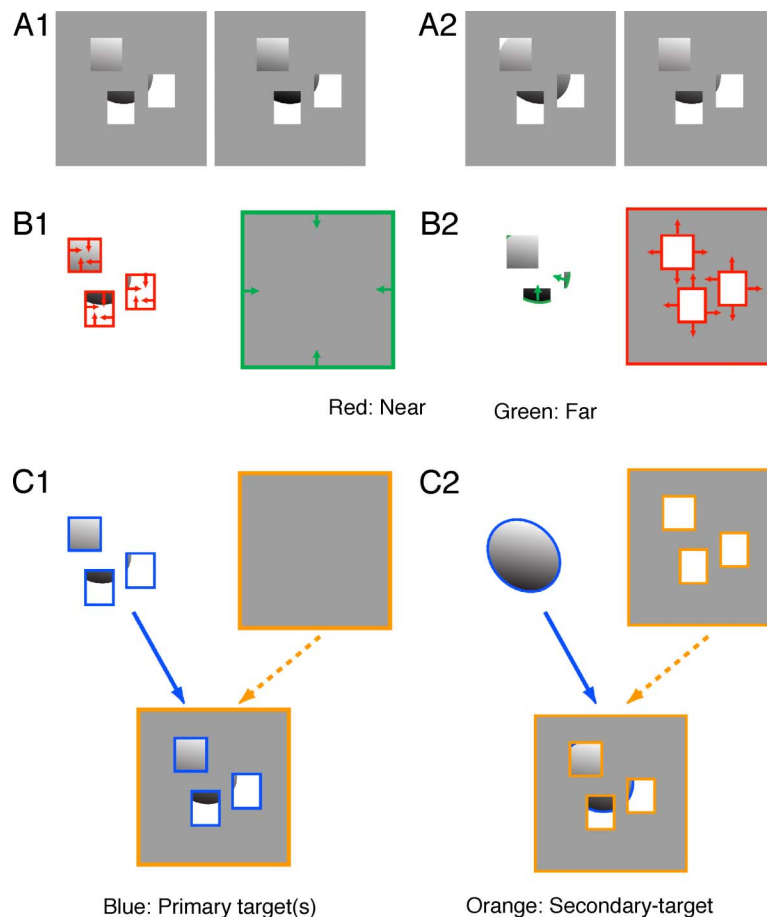 A1
A2
B1
B2
Red: Near
Green: Far
C1
C2
Blue: Primary target(s)
Orange: Secondary-target